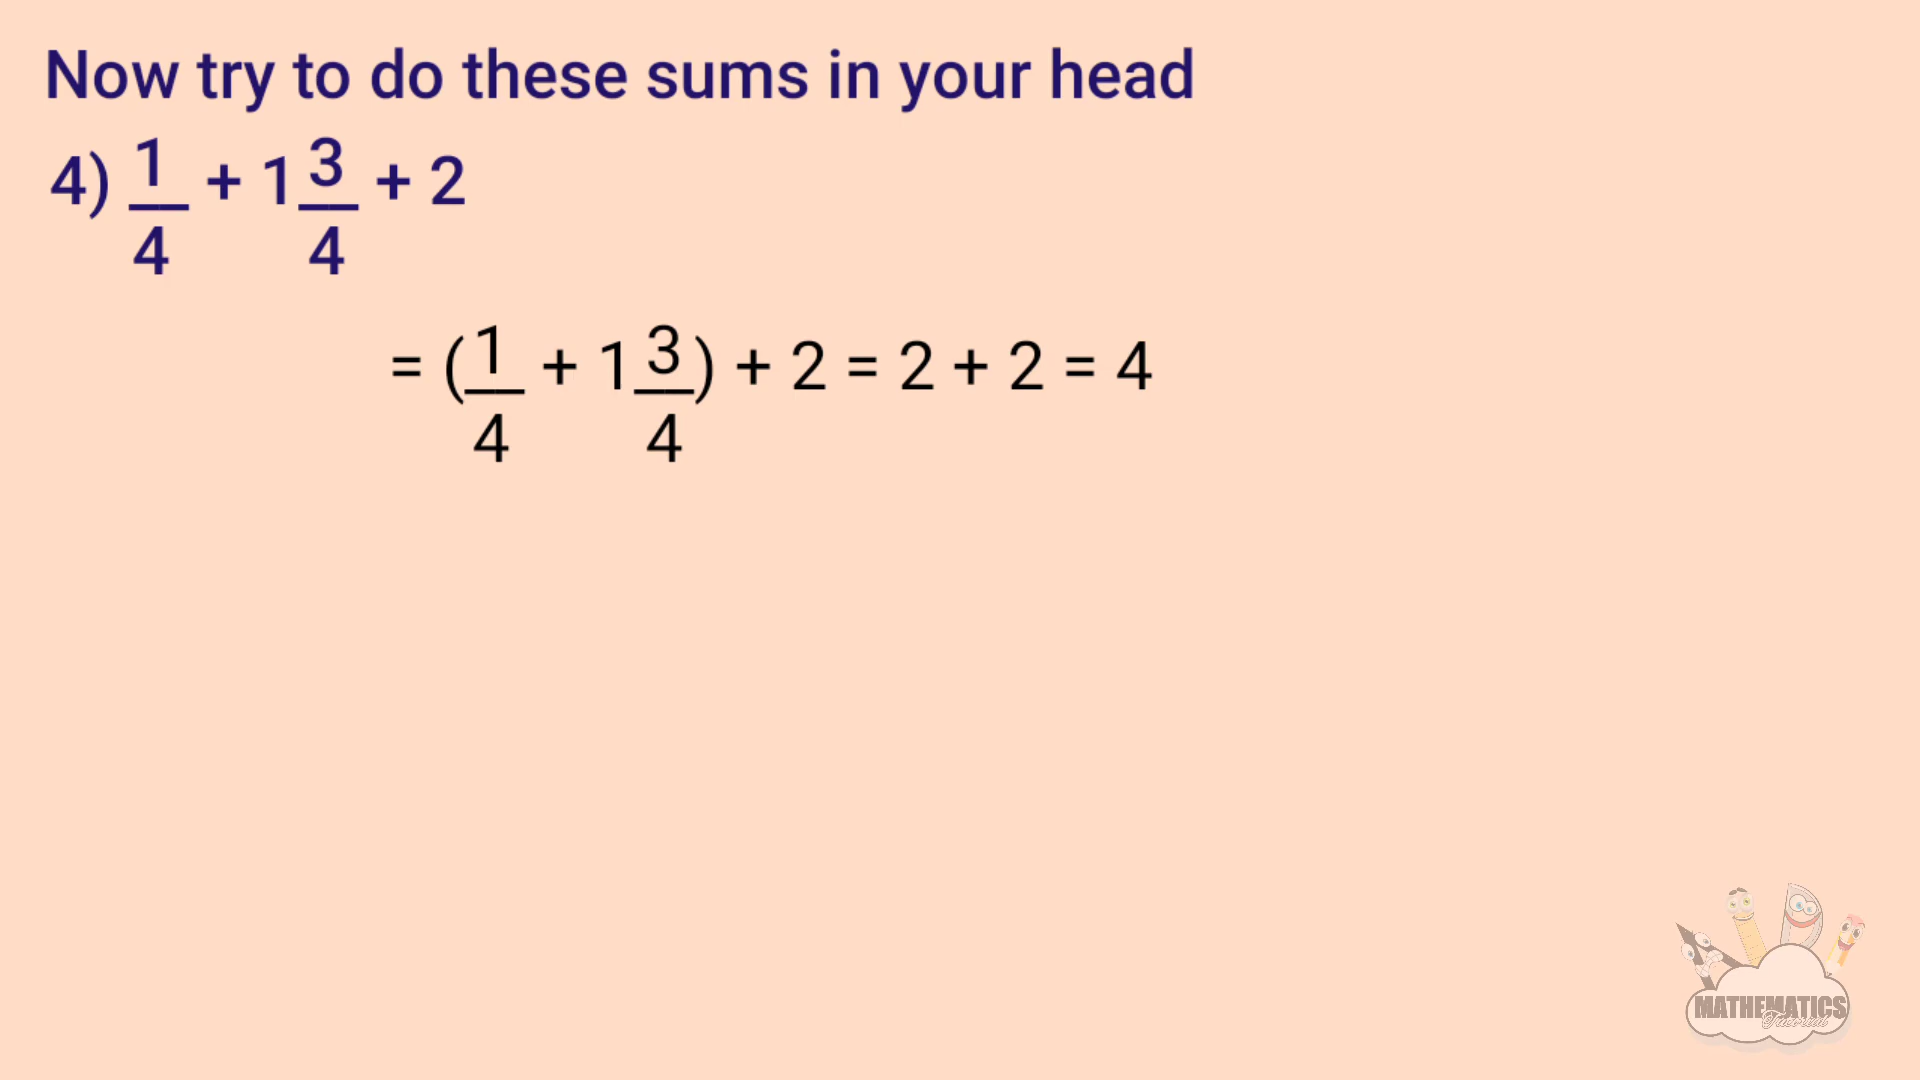 Now try to do these sums in your head
4) 1/4 + 1 3/4 + 2
= (1/4 + 1 3/4) + 2 = 2 + 2 = 4
MATHEMATICS
Tutorial